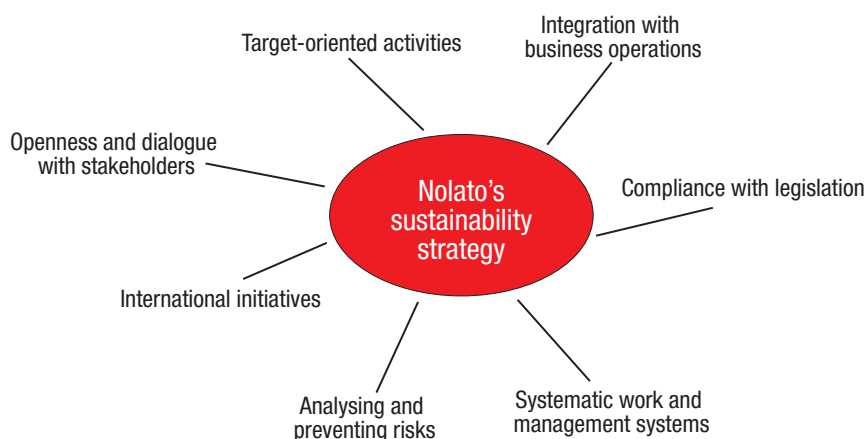 Target-oriented activities
Integration with
business operations
Openness and dialogue
with stakeholders
Nolato’s
sustainability
strategy
Compliance with legislation
International initiatives
Analysing and
preventing risks
Systematic work and
management systems